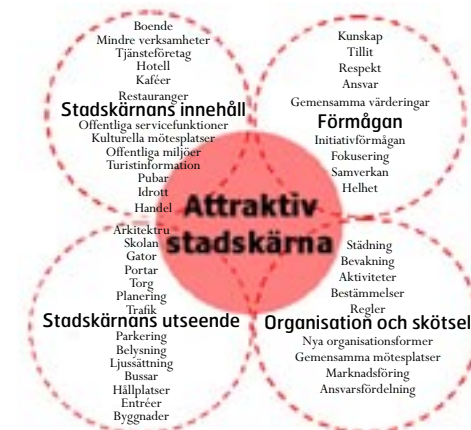 Boende
Mindre verksamheter
Tjänsteföretag
Hotell
Kaféer
Restauranger
Stadskärnans innehåll
Offentliga servicefunktioner
Kulturella mötesplatser
Offentliga miljöer
Turistinformation
Pubar
Idrott
Handel
Kunskap
Tillit
Respekt
Ansvar
Gemensamma värderingar
Förmågan
Initiativförmågan
Fokusering
Samverkan
Helhet
Attraktiv
stadskärna
Arkitektru
Skolan
Gator
Portar
Torg
Planering
Trafik
Stadskärnans utseende
Parkering
Belysning
Ljussättning
Bussar
Hållplatser
Entréer
Byggnader
Städning
Bevakning
Aktiviteter
Bestämmelser
Regler
Organisation och skötsel
Nya organisationsformer
Gemensamma mötesplatser
Marknadsföring
Ansvarsfördelning